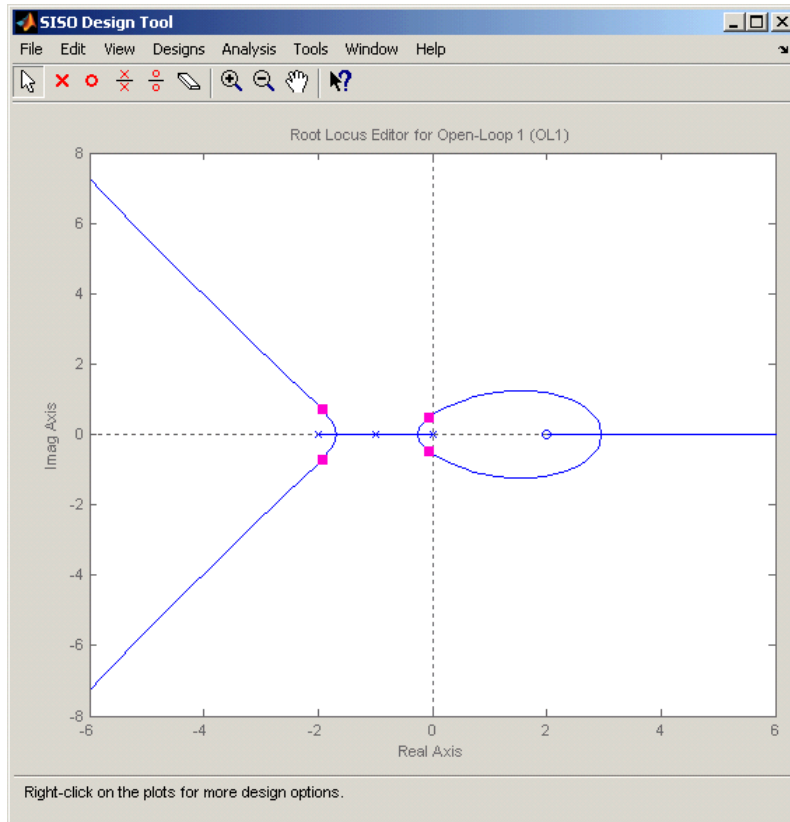 SISO Design Tool
File Edit View Designs Analysis Tools Window Help
Root Locus Editor for Open-Loop 1 (OL1)
8
6
4
2
0
-2
-4
-6
-8
Imag Axis
-6 -4 -2 0 2 4 6
Real Axis
Right-click on the plots for more design options.